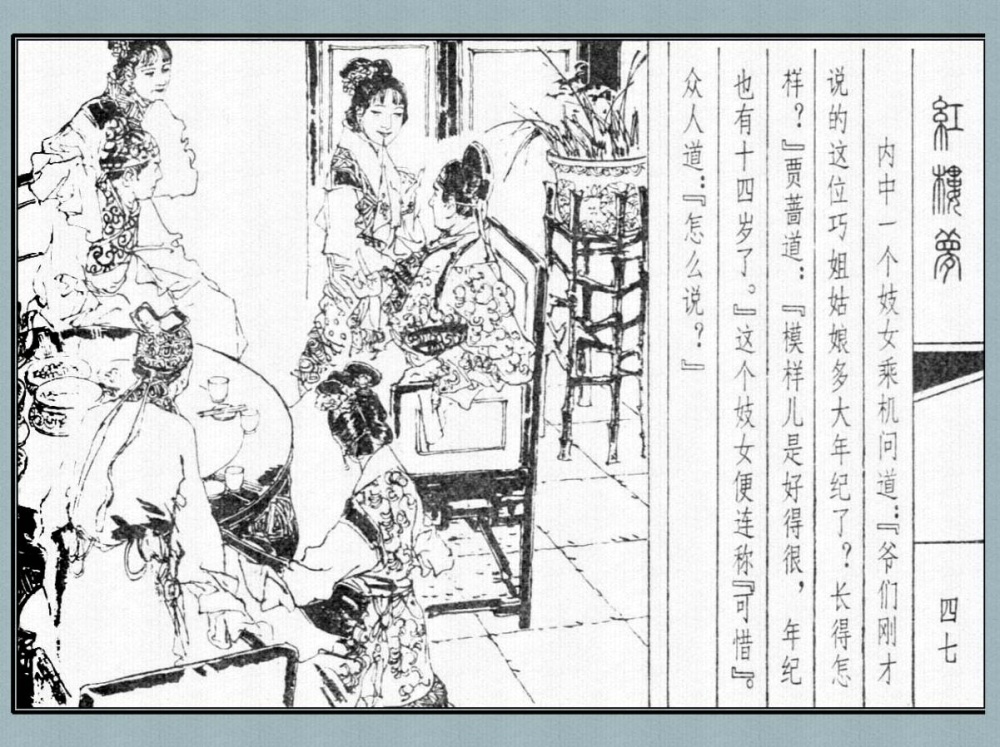 紅樓夢
四七
内中一个妓女乘机问道：『爷们刚才
说的这位巧姐姑娘多大年纪了？长得怎
样？』贾蔷道：『模样儿是好得很，年纪
也有十四岁了。』这个妓女便连称『可惜』。
众人道：『怎么说？』